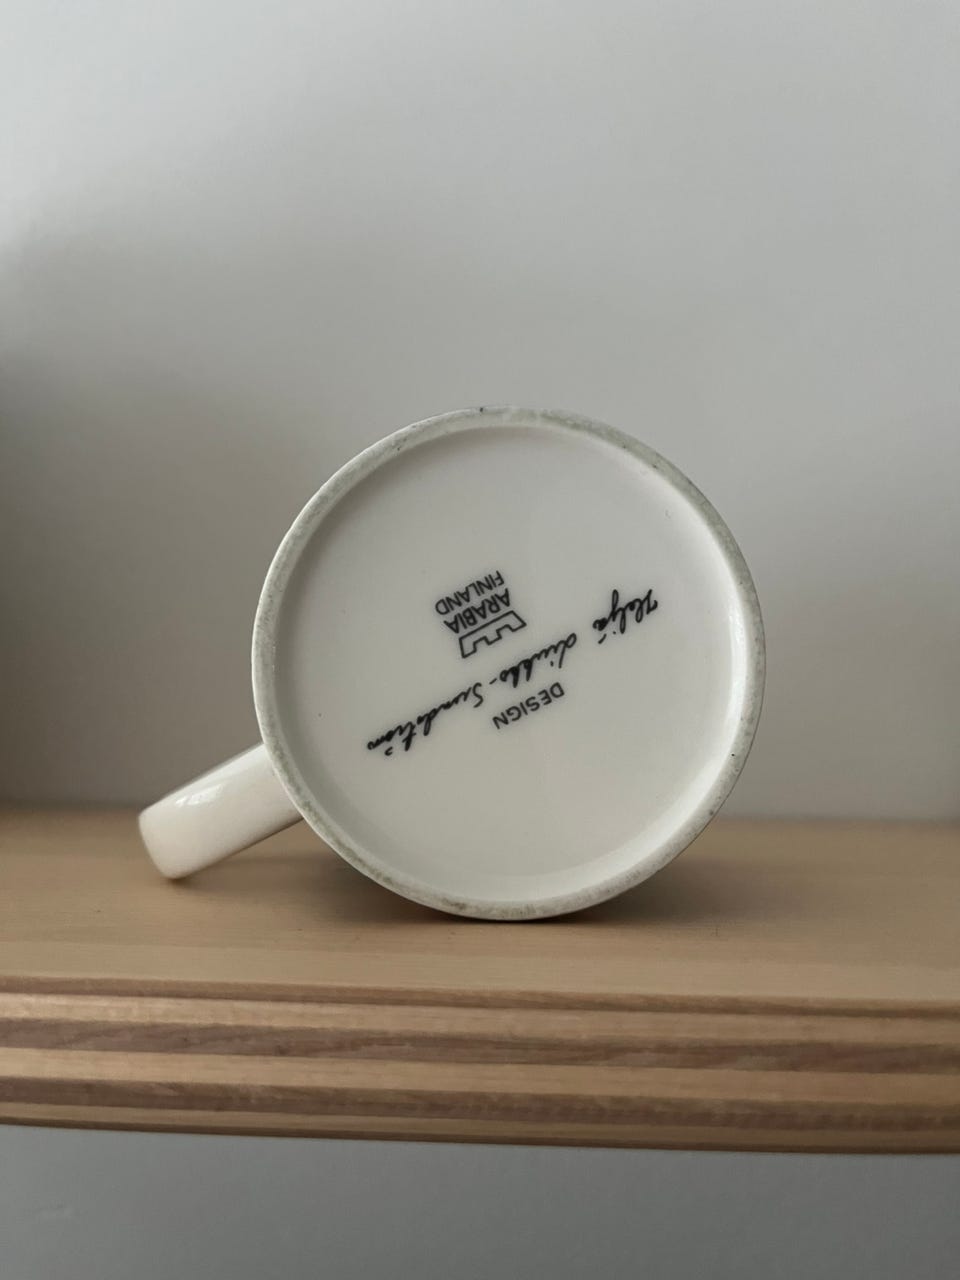 DESIGN
Heljä Liukko-Sundström
ARABIA
FINLAND